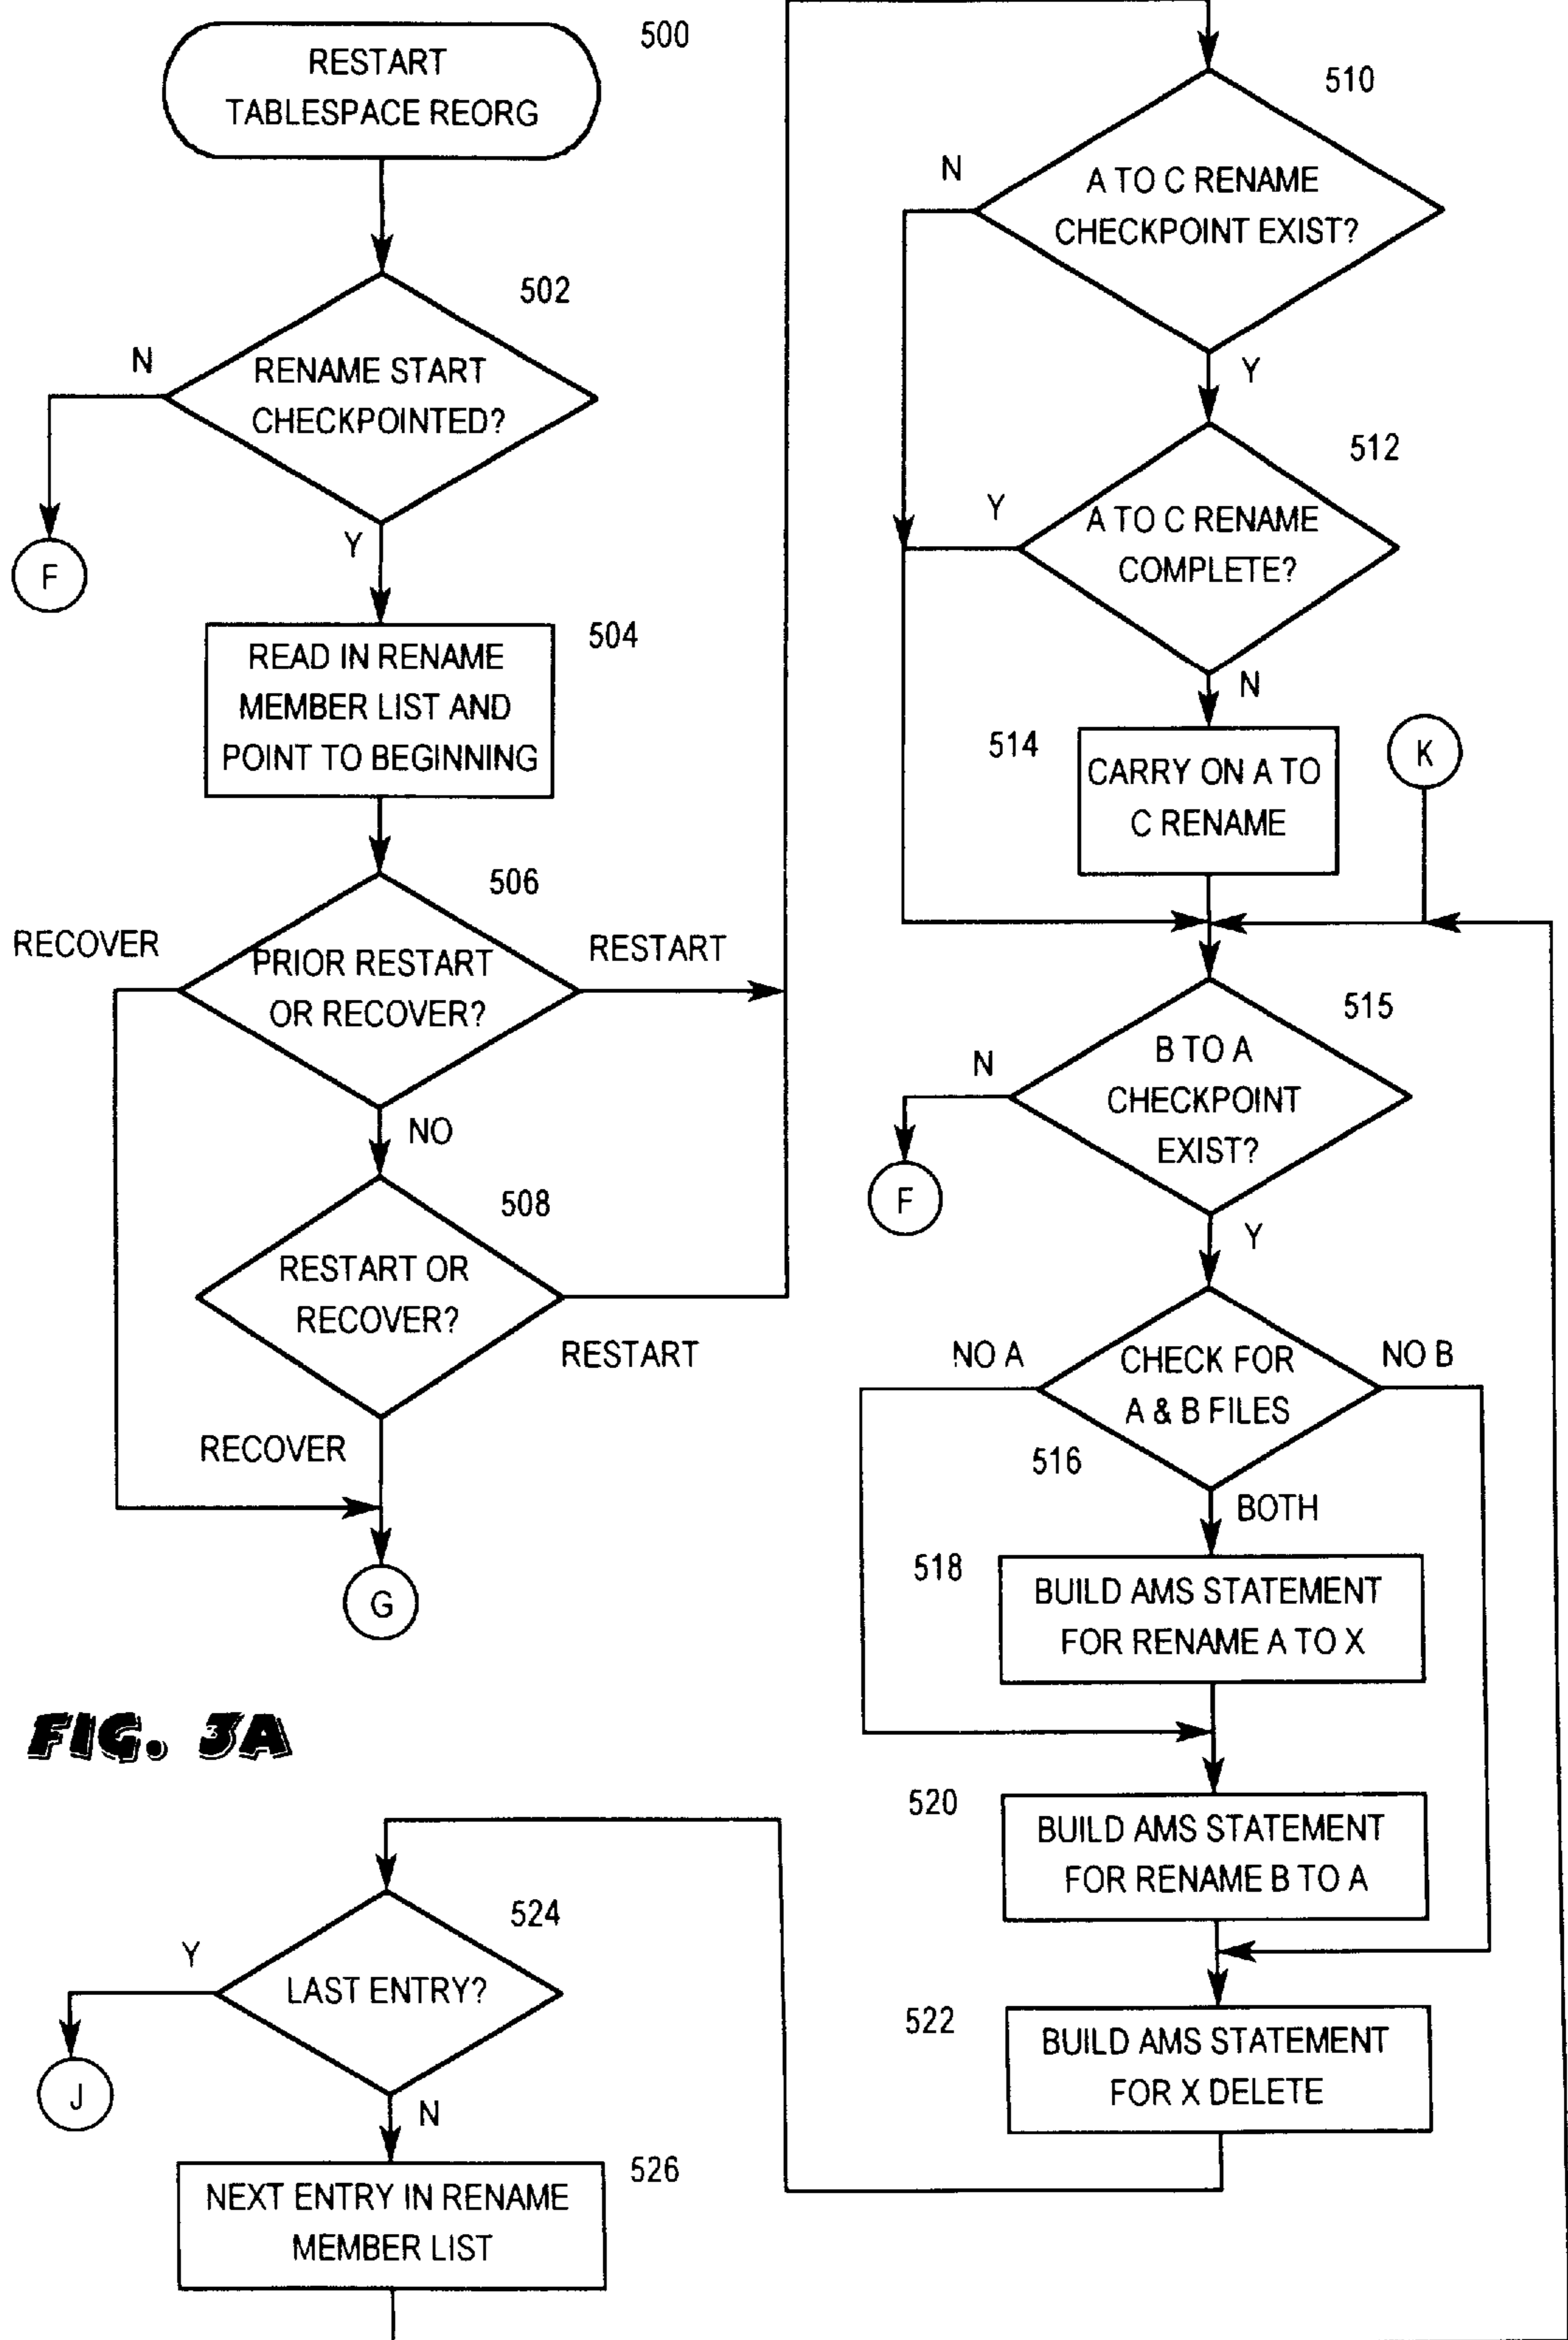 RESTART
TABLESPACE REORG
500
502
N
RENAME START
CHECKPOINTED?
F
Y
READ IN RENAME
MEMBER LIST AND
POINT TO BEGINNING
504
506
RECOVER
PRIOR RESTART
OR RECOVER?
RESTART
NO
508
RESTART OR
RECOVER?
RESTART
RECOVER
G
FIG. 3A
510
N
A TO C RENAME
CHECKPOINT EXIST?
Y
512
Y
A TO C RENAME
COMPLETE?
N
514
CARRY ON A TO
C RENAME
K
515
N
B TO A
CHECKPOINT
EXIST?
F
Y
NO A
CHECK FOR
A & B FILES
NO B
516
BOTH
518
BUILD AMS STATEMENT
FOR RENAME A TO X
520
BUILD AMS STATEMENT
FOR RENAME B TO A
522
BUILD AMS STATEMENT
FOR X DELETE
524
Y
LAST ENTRY?
J
N
526
NEXT ENTRY IN RENAME
MEMBER LIST